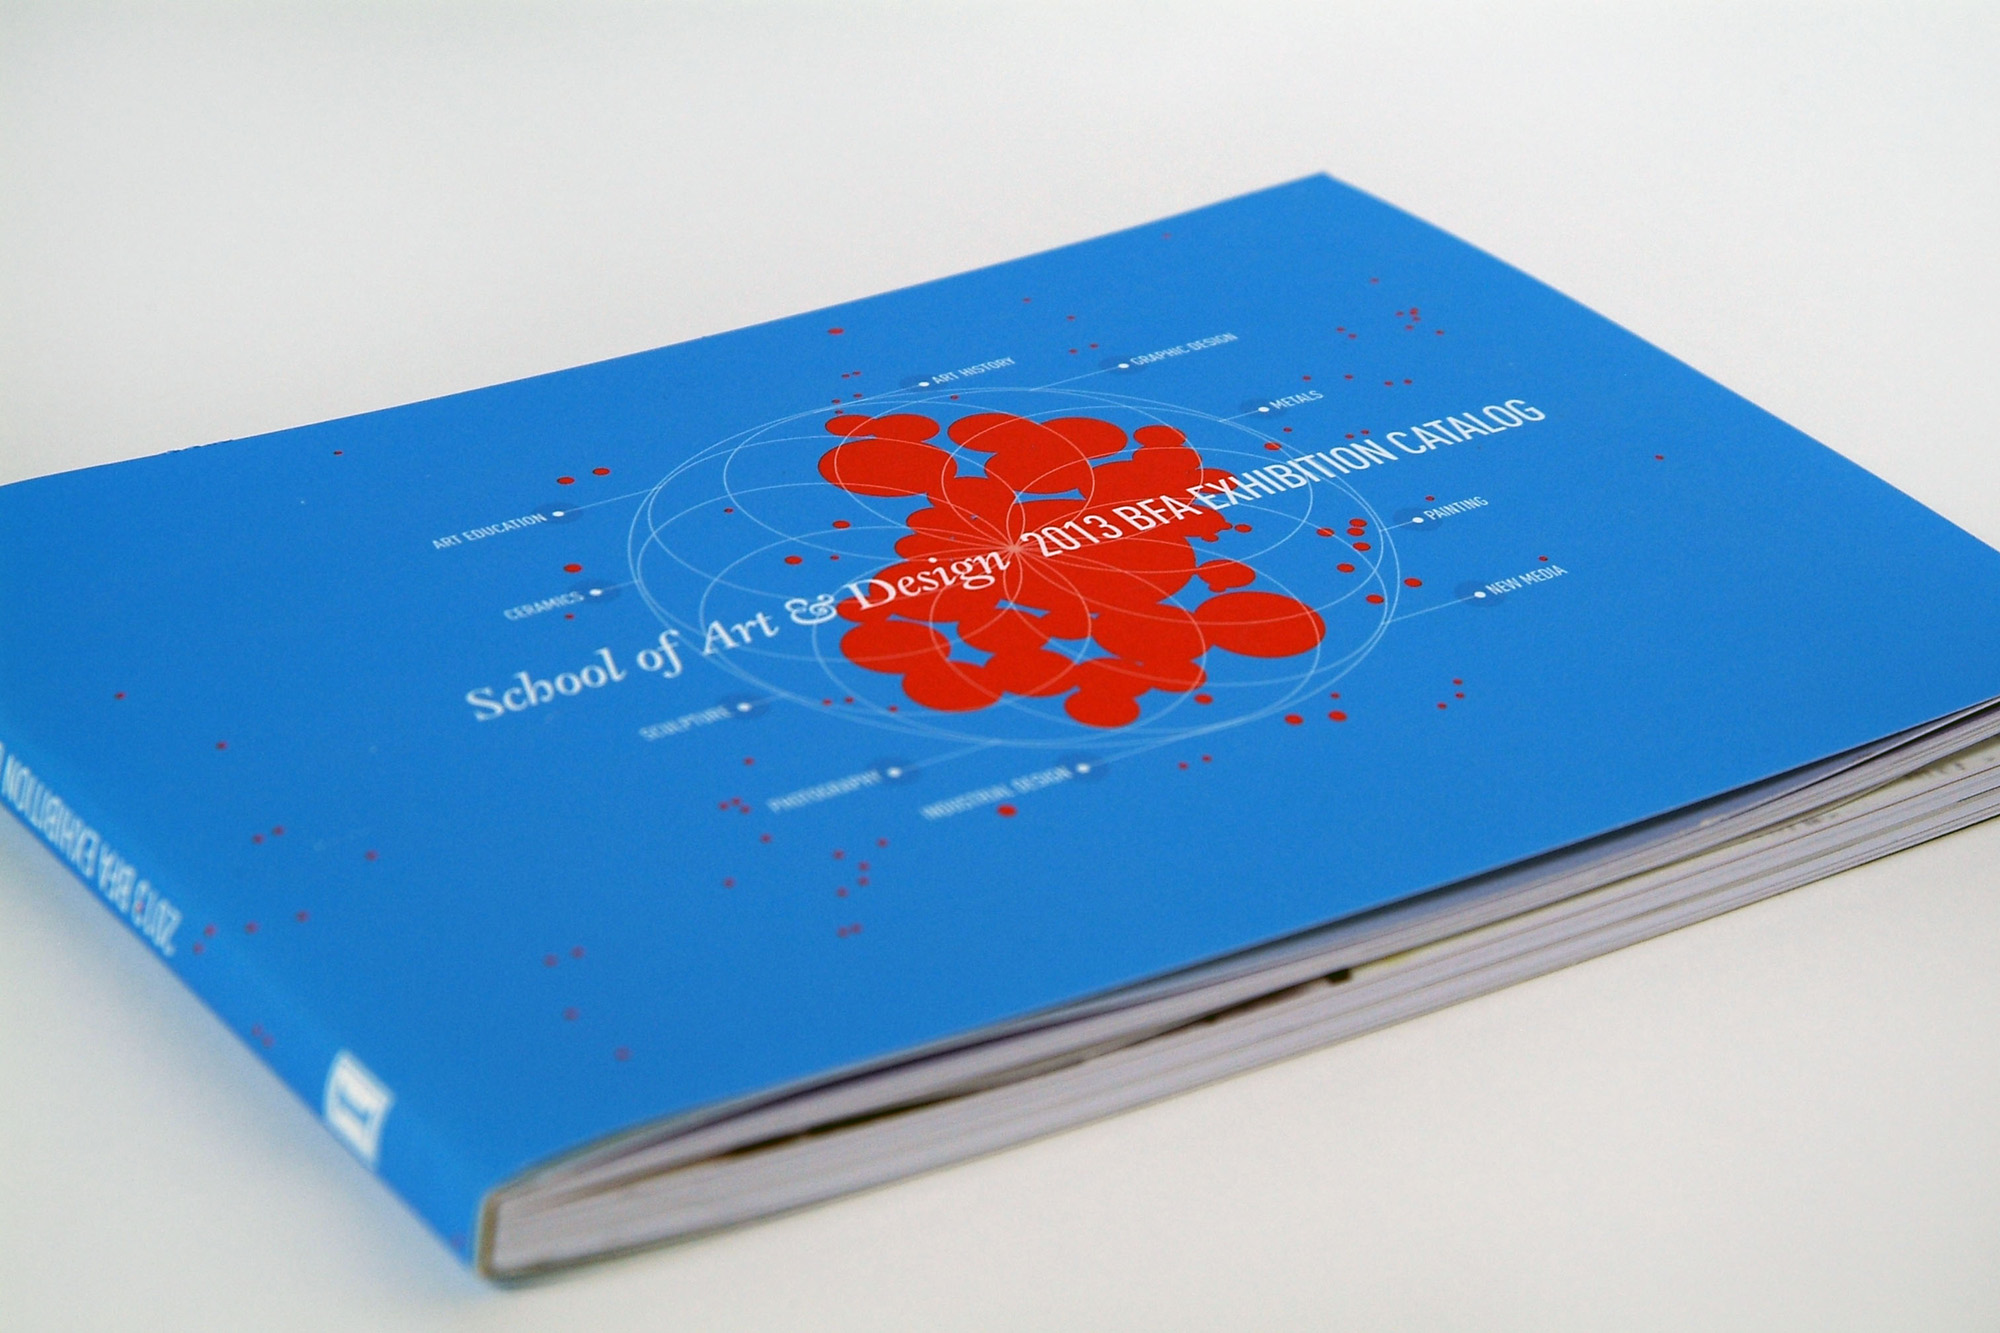 ART HISTORY
GRAPHIC DESIGN
METALS
ART EDUCATION
School of Art & Design 2013 BFA EXHIBITION CATALOG
PAINTING
CERAMICS
NEW MEDIA
SCULPTURE
PHOTOGRAPHY
INDUSTRIAL DESIGN
2013 BFA EXHIBITION
I